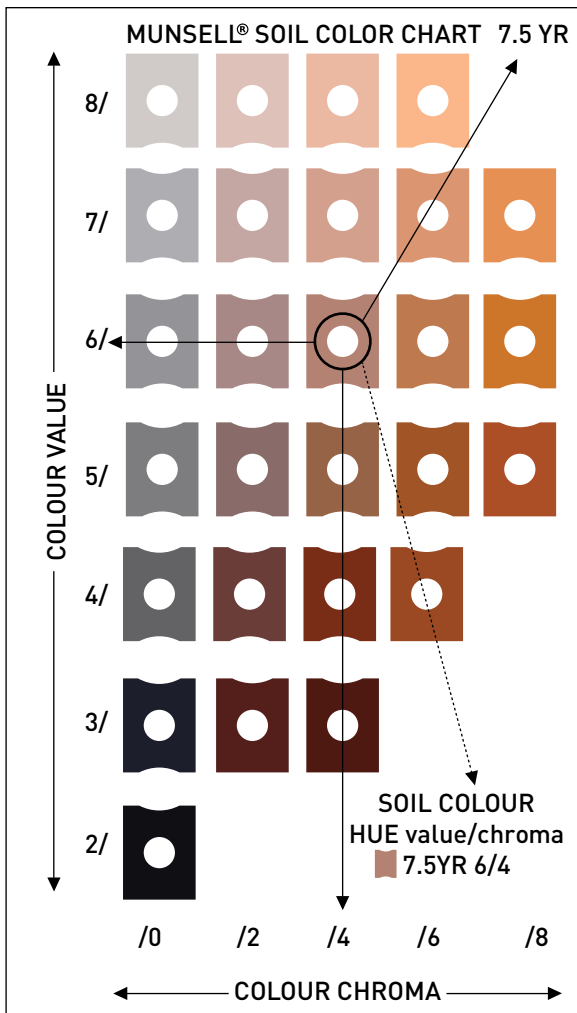 MUNSELL® SOIL COLOR CHART 7.5 YR
8/
7/
6/
5/
4/
3/
2/
COLOUR VALUE
SOIL COLOUR
HUE value/chroma
7.5YR 6/4
/0 /2 /4 /6 /8
COLOUR CHROMA